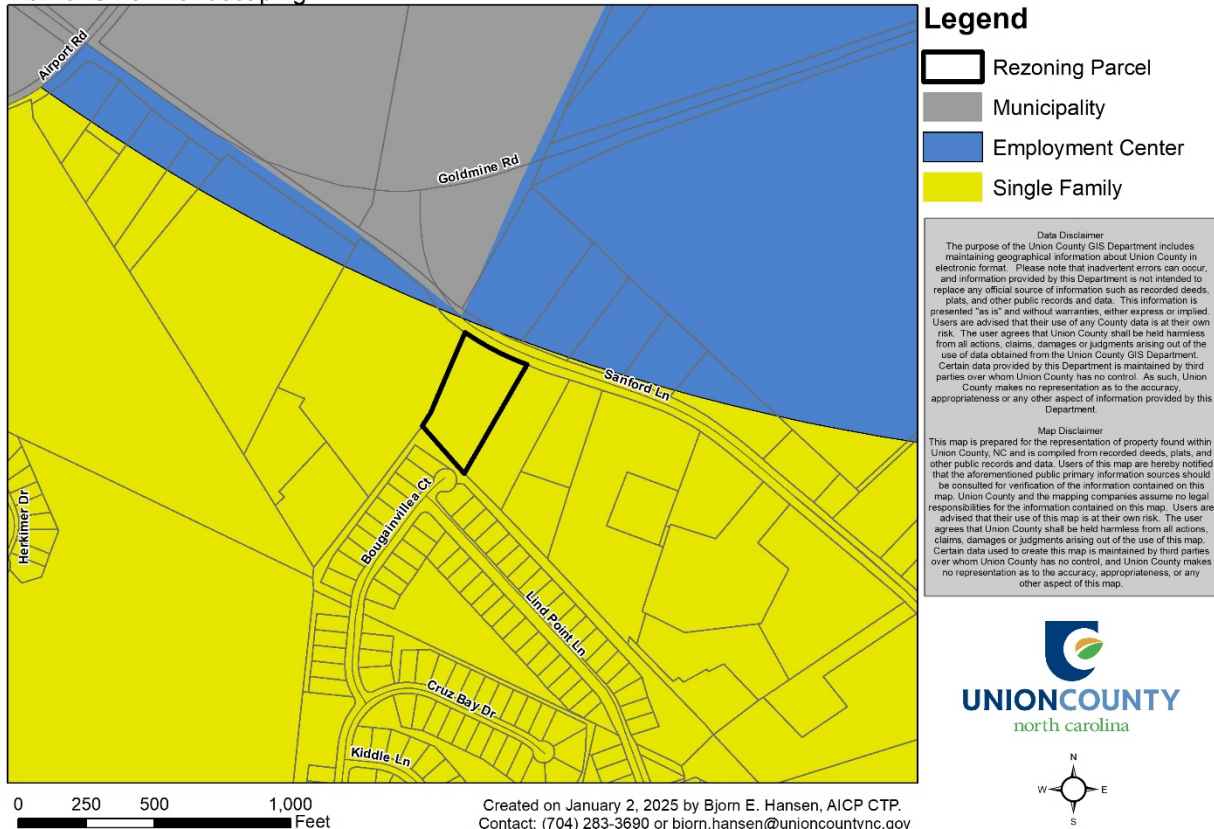 Legend
Rezoning Parcel
Municipality
Employment Center
Single Family
Airport Rd
Goldmine Rd
Sanford Ln
Herkimer Dr
Bougainvillea Ct
Lind Point Ln
Cruz Bay Dr
Kiddle Ln
Data Disclaimer
The purpose of the Union County GIS Department includes
maintaining geographical information about Union County in
electronic format. Please note that inadvertent errors can occur,
and information provided by this Department is not intended to
replace any official source of information such as recorded deeds,
plats, and other public records and data. This information is
presented "as is" and without warranties, either express or implied.
Users are advised that their use of any County data is at their own
risk. The user agrees that Union County shall be held harmless
from all actions, claims, damages or judgments arising out of the
use of data obtained from the Union County GIS Department.
Certain data provided by this Department is maintained by third
parties over whom Union County has no control. As such, Union
County makes no representation as to the accuracy,
appropriateness or any other aspect of information provided by this
Department.
Map Disclaimer
This map is prepared for the representation of property found within
Union County, NC and is compiled from recorded deeds, plats, and
other public records and data. Users of this map are hereby notified
that the aforementioned public primary information sources should
be consulted for verification of the information contained on this
map. Union County and the mapping companies assume no legal
responsibilities for the information contained on this map. Users are
advised that their use of this map is at their own risk. The user
agrees that Union County shall be held harmless from all actions,
claims, damages or judgments arising out of the use of this map.
Certain data used to create this map is maintained by third parties
over whom Union County has no control, and Union County makes
no representation as to the accuracy, appropriateness, or any
other aspect of this map.
UNIONCOUNTY
north carolina
N
W E
S
0 250 500 1,000
Feet
Created on January 2, 2025 by Bjorn E. Hansen, AICP CTP.
Contact: (704) 283-3690 or bjorn.hansen@unioncountync.gov